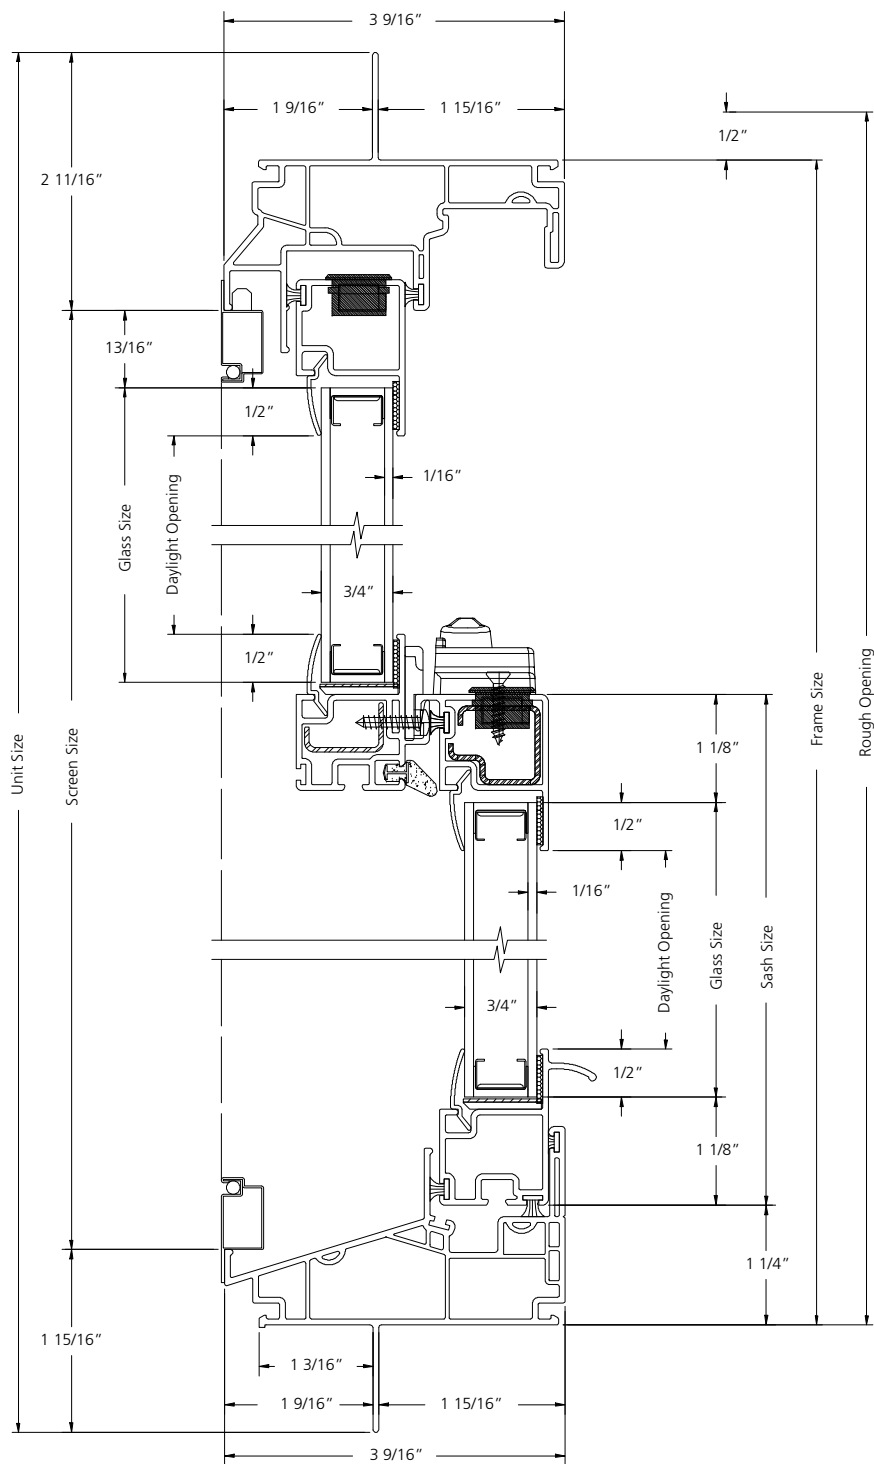 3 9/16”
1 9/16”
1 15/16”
1/2”
2 11/16”
13/16”
1/2”
1/16”
Glass Size
Daylight Opening
3/4”
1/2”
Unit Size
Screen Size
Frame Size
Rough Opening
1 1/8”
1/2”
1/16”
Daylight Opening
Glass Size
Sash Size
3/4”
1/2”
1 1/8”
1 1/4”
1 15/16”
1 3/16”
1 9/16”
1 15/16”
3 9/16”